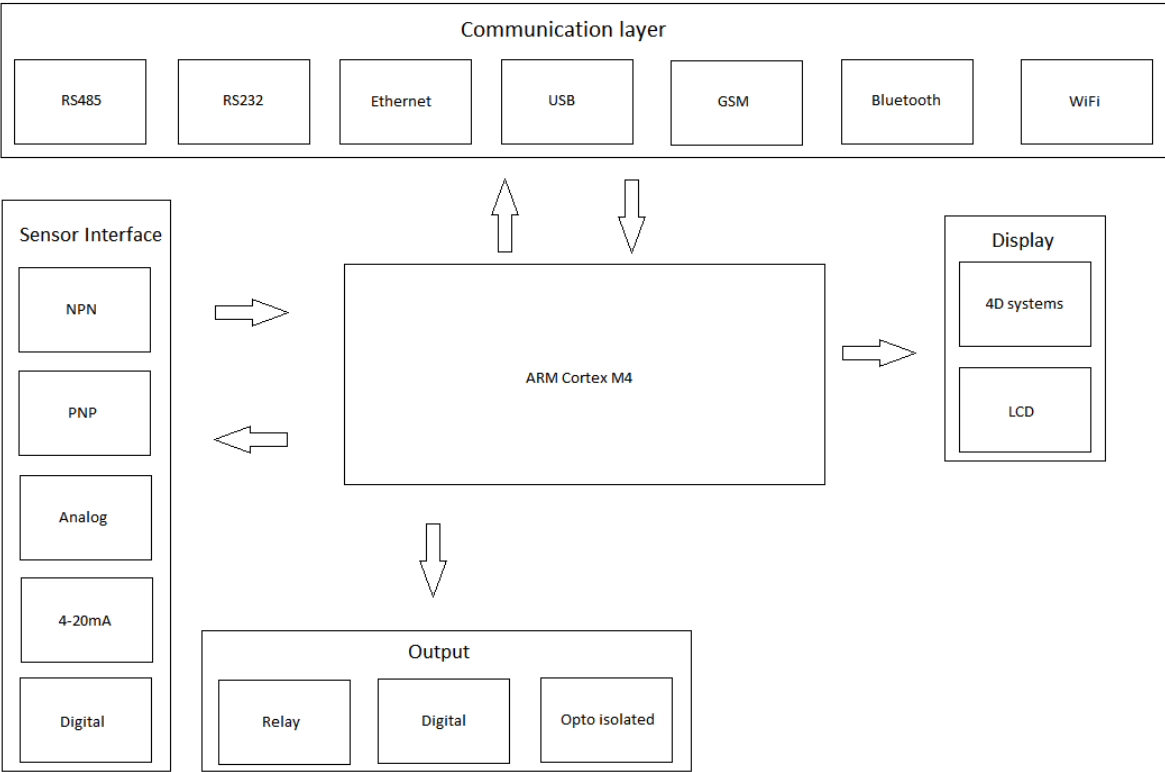 Communication layer
RS485
RS232
Ethernet
USB
GSM
Bluetooth
WiFi
Sensor Interface
NPN
PNP
Analog
4-20mA
Digital
ARM Cortex M4
Display
4D systems
LCD
Output
Relay
Digital
Opto isolated